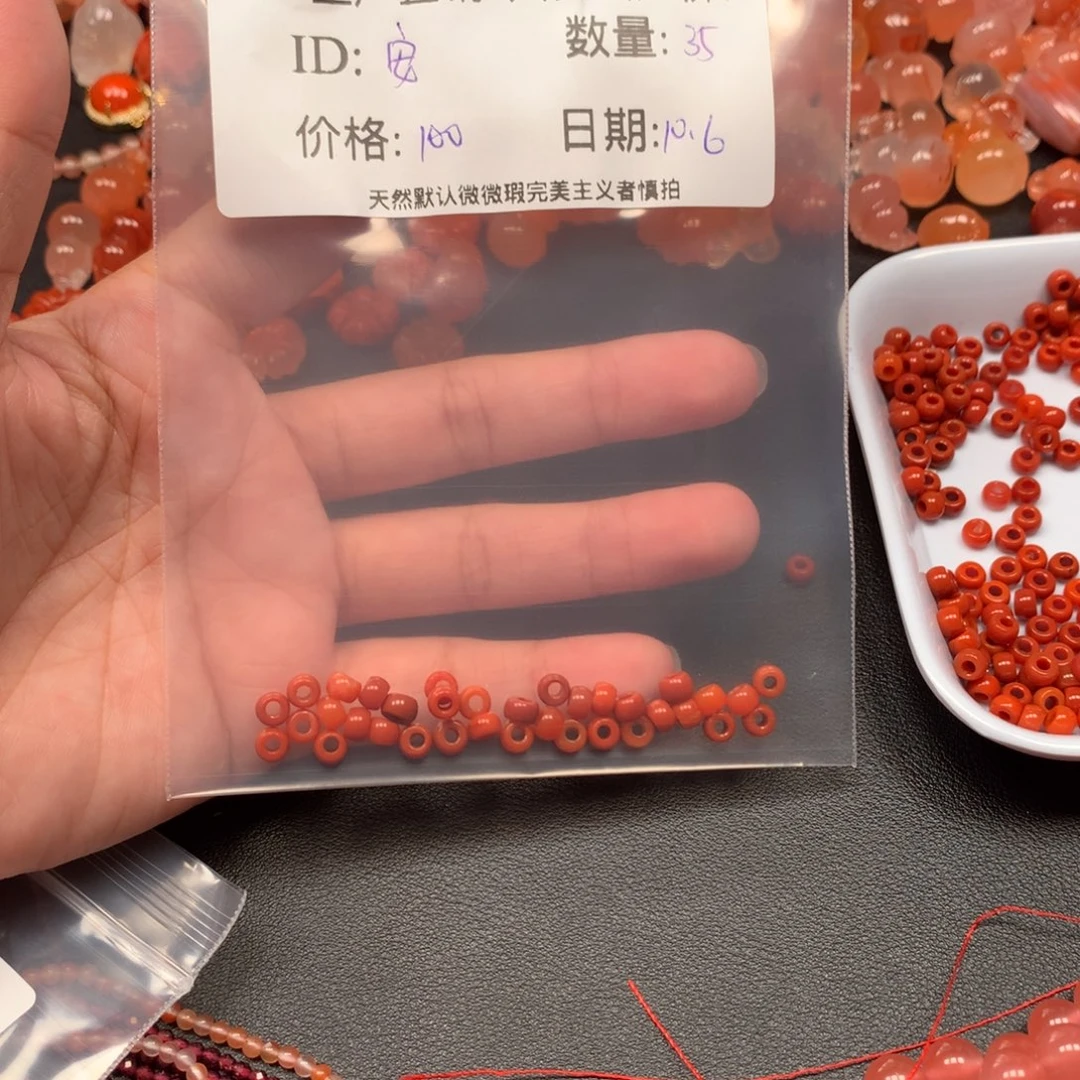 ID: 安 数量: 35
价格: 100 日期: 10.6
天然默认微微瑕完美主义者慎拍